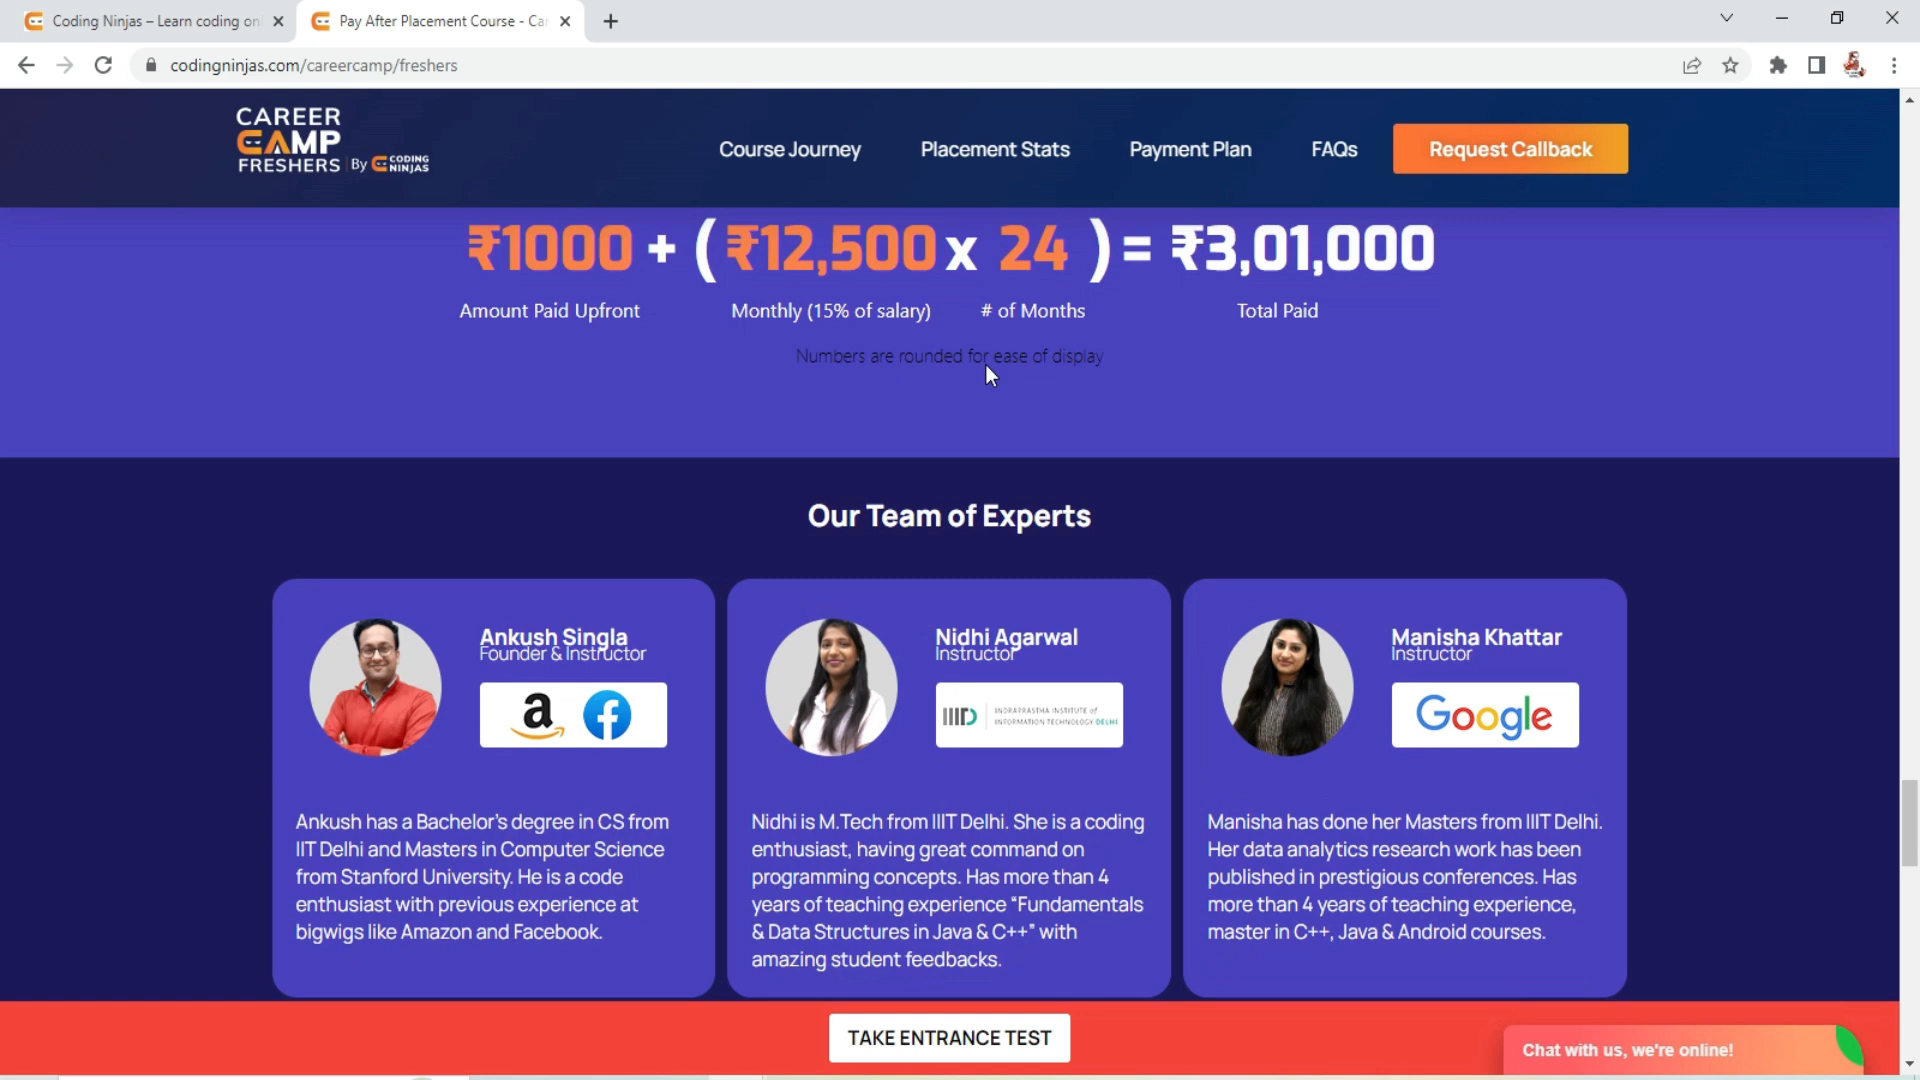 Coding Ninjas – Learn coding on
Pay After Placement Course - Ca
codingninjas.com/careercamp/freshers
CAREER
CAMP
FRESHERS | By CODING NINJAS
Course Journey
Placement Stats
Payment Plan
FAQs
Request Callback
₹1000 + ( ₹12,500 x 24 ) = ₹3,01,000
Amount Paid Upfront
Monthly (15% of salary)
# of Months
Total Paid
Numbers are rounded for ease of display
Our Team of Experts
Ankush Singla
Founder & Instructor
a f
Ankush has a Bachelor's degree in CS from
IIT Delhi and Masters in Computer Science
from Stanford University. He is a code
enthusiast with previous experience at
bigwigs like Amazon and Facebook.
Nidhi Agarwal
Instructor
IIID
INDRAPRASTHA INSTITUTE of
INFORMATION TECHNOLOGY DELHI
Nidhi is M.Tech from IIIT Delhi. She is a coding
enthusiast, having great command on
programming concepts. Has more than 4
years of teaching experience “Fundamentals
& Data Structures in Java & C++” with
amazing student feedbacks.
Manisha Khattar
Instructor
Google
Manisha has done her Masters from IIIT Delhi.
Her data analytics research work has been
published in prestigious conferences. Has
more than 4 years of teaching experience,
master in C++, Java & Android courses.
TAKE ENTRANCE TEST
Chat with us, we're online!